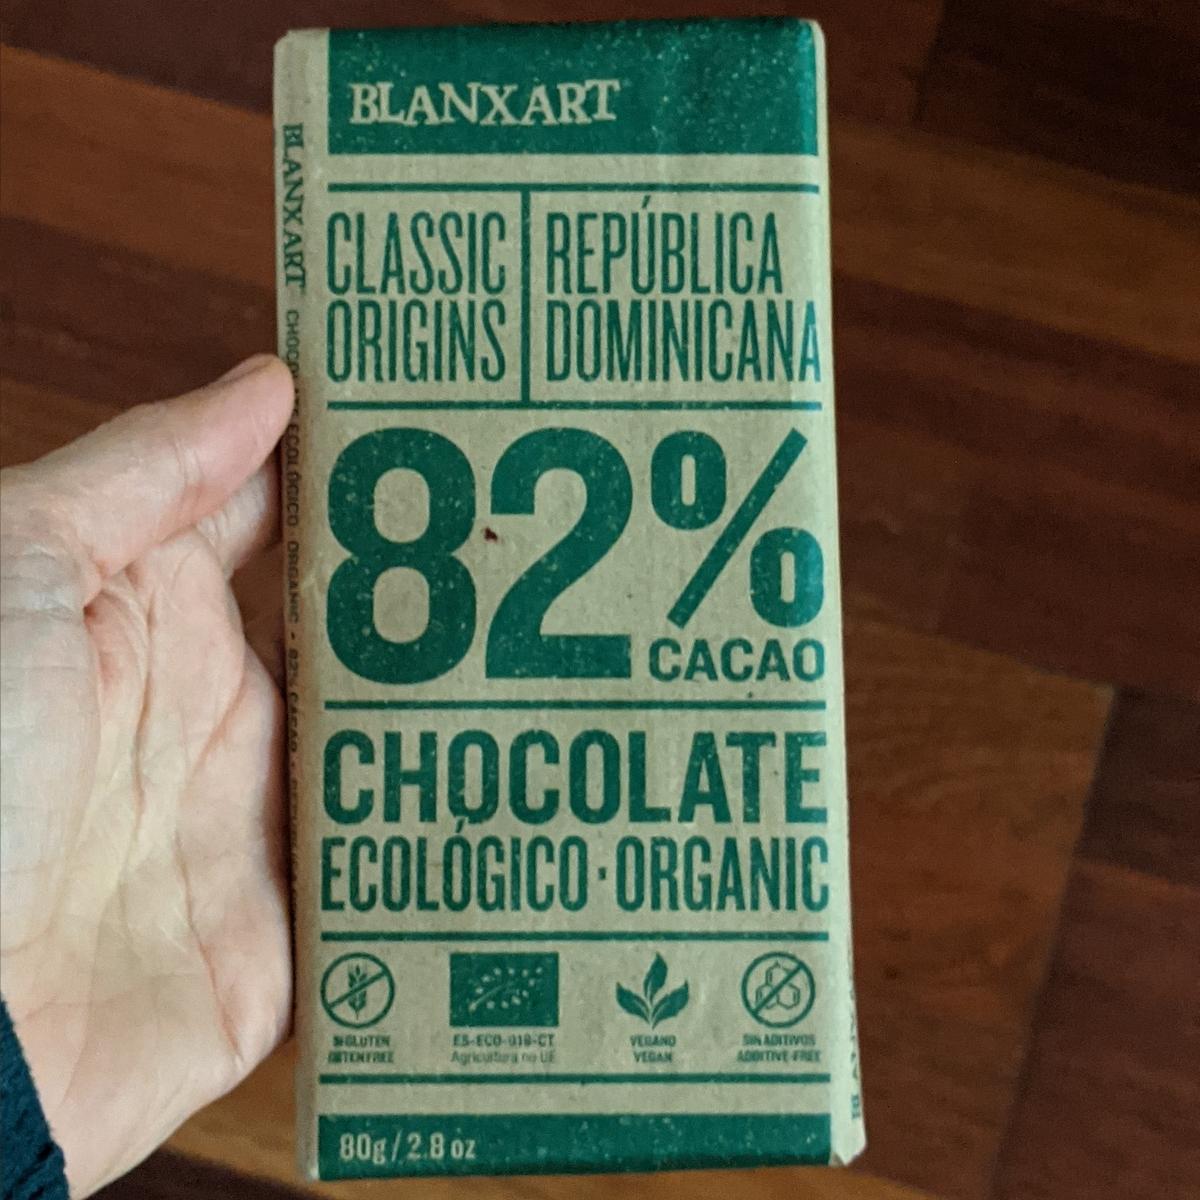 BLANXART
CLASSIC
ORIGINS
REPÚBLICA
DOMINICANA
82%
CACAO
CHOCOLATE
ECOLÓGICO · ORGANIC
SIN GLUTEN
GLUTEN FREE
ES-ECO-019-CT
Agricultura no UE
VEGANO
VEGAN
SIN ADITIVOS
ADDITIVE-FREE
80g / 2.8 oz
BLANXART CHOCOLATE ECOLÓGICO · ORGANIC · 82% CACAO